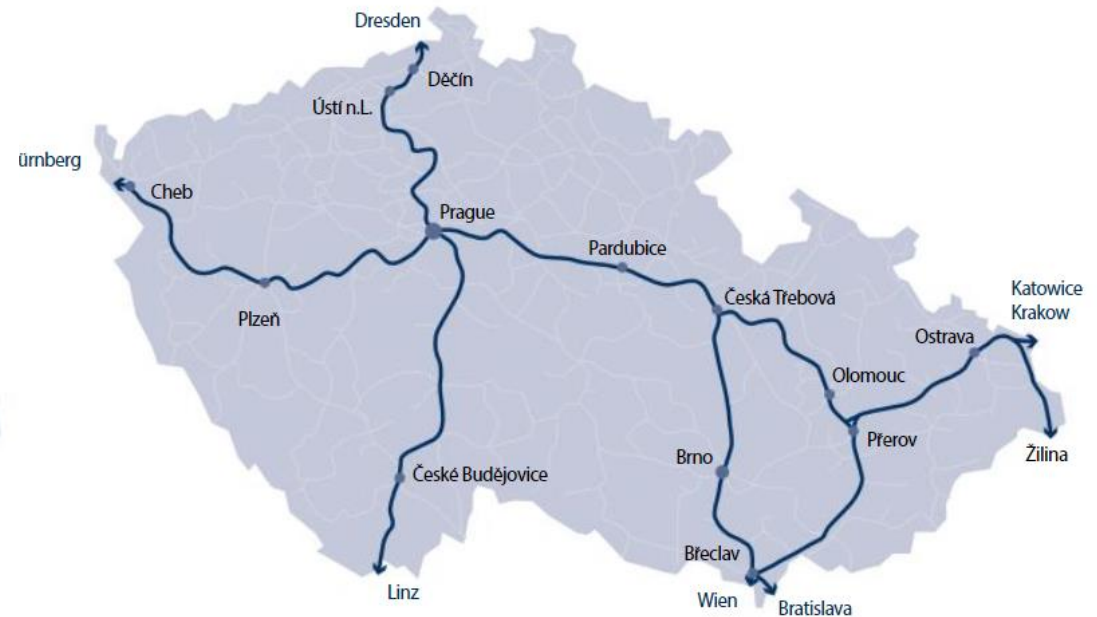 Dresden
Děčín
Ústí n.L.
ürnberg
Cheb
Prague
Pardubice
Plzeň
Česká Třebová
Katowice
Krakow
Ostrava
Olomouc
Přerov
Žilina
Brno
České Budějovice
Břeclav
Linz
Wien
Bratislava